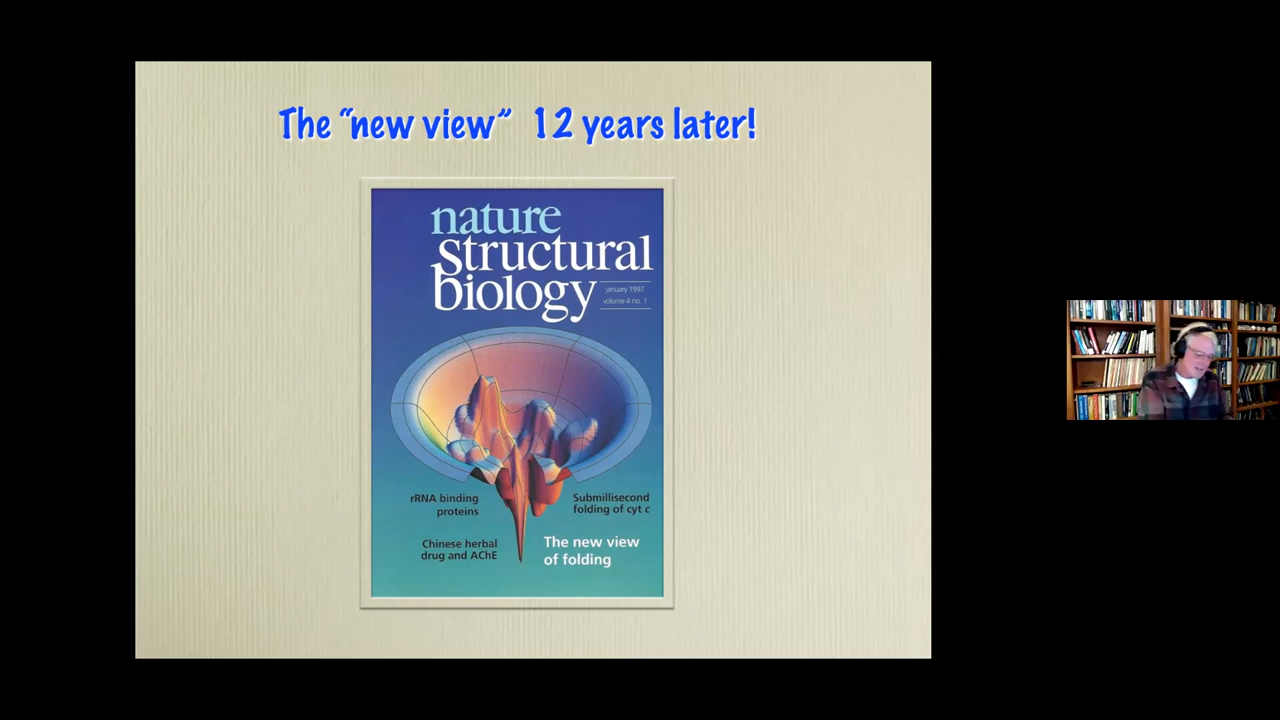 The “new view” 12 years later!
nature
structural
biology
january 1997
volume 4 no. 1
rRNA binding
proteins
Submillisecond
folding of cyt c
Chinese herbal
drug and AChE
The new view
of folding